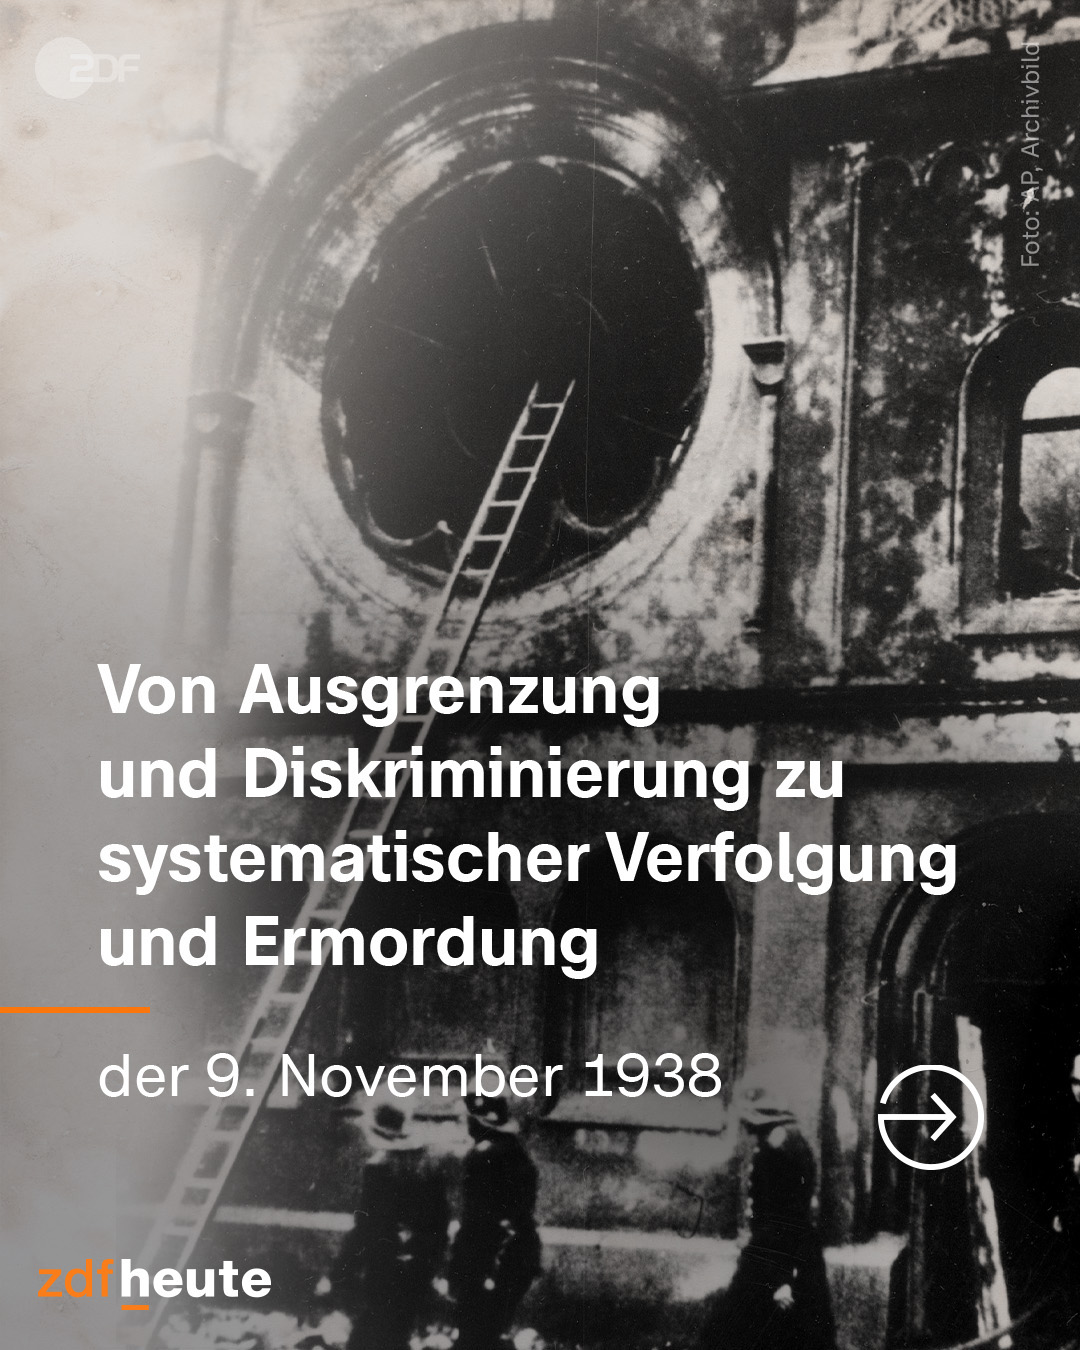 ZDF
Foto: AP, Archivbild
Von Ausgrenzung
und Diskriminierung zu
systematischer Verfolgung
und Ermordung
der 9. November 1938
zdfheute